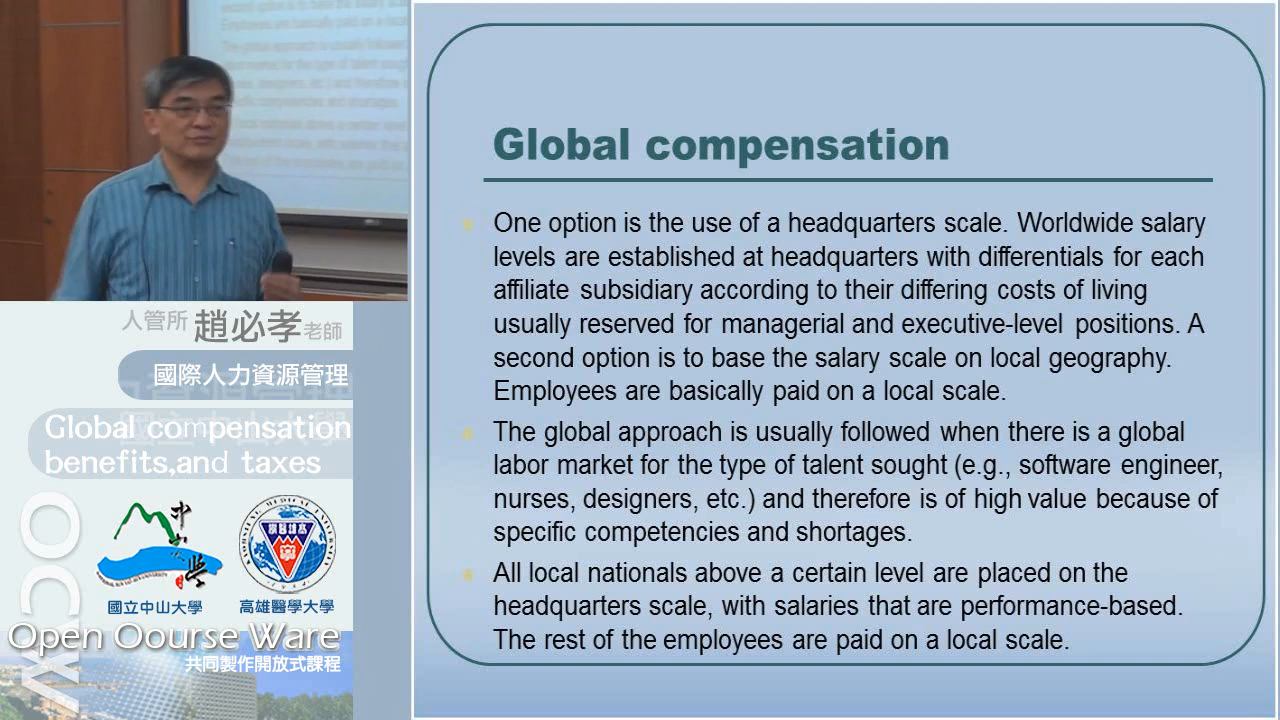 Global compensation
One option is the use of a headquarters scale. Worldwide salary
levels are established at headquarters with differentials for each
affiliate subsidiary according to their differing costs of living
usually reserved for managerial and executive-level positions. A
second option is to base the salary scale on local geography.
Employees are basically paid on a local scale.
The global approach is usually followed when there is a global
labor market for the type of talent sought (e.g., software engineer,
nurses, designers, etc.) and therefore is of high value because of
specific competencies and shortages.
All local nationals above a certain level are placed on the
headquarters scale, with salaries that are performance-based.
The rest of the employees are paid on a local scale.
人管所 趙必孝老師
國際人力資源管理
Global compensation
benefits,and taxes
國立中山大學
高雄醫學大學
OCW
Open Oourse Ware
共同製作開放式課程